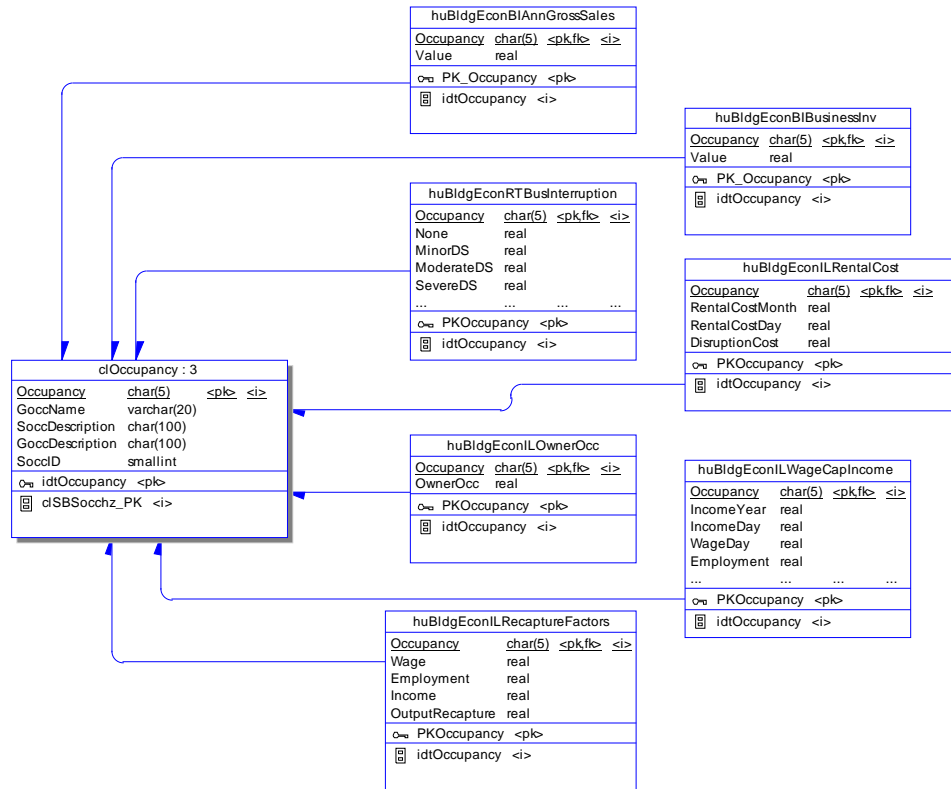 huBldgEconBIAnnGrossSales
Occupancy char(5) <pk,fk> <i>
Value real
PK_Occupancy <pk>
idtOccupancy <i>
huBldgEconBIBusinessInv
Occupancy char(5) <pk,fk> <i>
Value real
PK_Occupancy <pk>
idtOccupancy <i>
huBldgEconRTBusInterruption
Occupancy char(5) <pk,fk> <i>
None real
MinorDS real
ModerateDS real
SevereDS real
... ... ... ...
PKOccupancy <pk>
idtOccupancy <i>
huBldgEconILRentalCost
Occupancy char(5) <pk,fk> <i>
RentalCostMonth real
RentalCostDay real
DisruptionCost real
PKOccupancy <pk>
idtOccupancy <i>
clOccupancy : 3
Occupancy char(5) <pk> <i>
GoccName varchar(20)
SoccDescription char(100)
GoccDescription char(100)
SoccID smallint
idtOccupancy <pk>
clSBSocchz_PK <i>
huBldgEconILOwnerOcc
Occupancy char(5) <pk,fk> <i>
OwnerOcc real
PKOccupancy <pk>
idtOccupancy <i>
huBldgEconILWageCapIncome
Occupancy char(5) <pk,fk> <i>
IncomeYear real
IncomeDay real
WageDay real
Employment real
... ... ... ...
PKOccupancy <pk>
idtOccupancy <i>
huBldgEconILRecaptureFactors
Occupancy char(5) <pk,fk> <i>
Wage real
Employment real
Income real
OutputRecapture real
PKOccupancy <pk>
idtOccupancy <i>